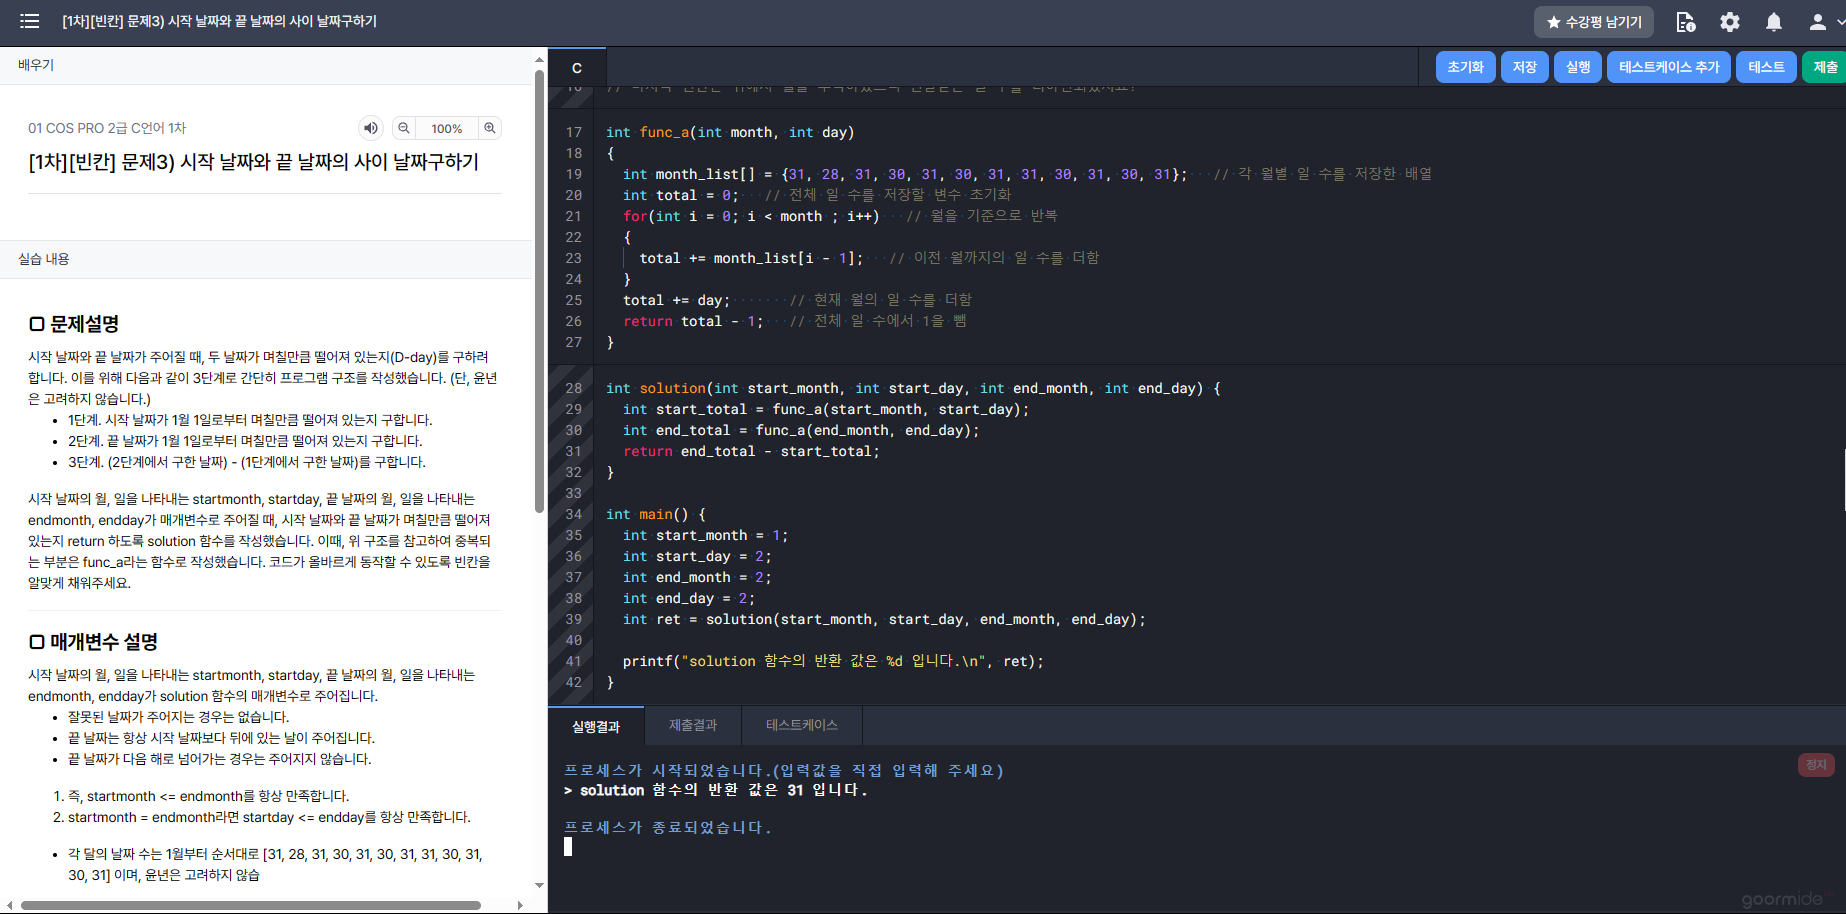 [1차][빈칸] 문제3) 시작 날짜와 끝 날짜의 사이 날짜구하기
★ 수강평 남기기
배우기
01 COS PRO 2급 C언어 1차
100%
[1차][빈칸] 문제3) 시작 날짜와 끝 날짜의 사이 날짜구하기
실습 내용
문제설명
시작 날짜와 끝 날짜가 주어질 때, 두 날짜가 며칠만큼 떨어져 있는지(D-day)를 구하려
합니다. 이를 위해 다음과 같이 3단계로 간단히 프로그램 구조를 작성했습니다. (단, 윤년
은 고려하지 않습니다.)
• 1단계. 시작 날짜가 1월 1일로부터 며칠만큼 떨어져 있는지 구합니다.
• 2단계. 끝 날짜가 1월 1일로부터 며칠만큼 떨어져 있는지 구합니다.
• 3단계. (2단계에서 구한 날짜) - (1단계에서 구한 날짜)를 구합니다.
시작 날짜의 월, 일을 나타내는 startmonth, startday, 끝 날짜의 월, 일을 나타내는
endmonth, endday가 매개변수로 주어질 때, 시작 날짜와 끝 날짜가 며칠만큼 떨어져
있는지 return 하도록 solution 함수를 작성했습니다. 이때, 위 구조를 참고하여 중복되
는 부분은 func_a라는 함수로 작성했습니다. 코드가 올바르게 동작할 수 있도록 빈칸을
알맞게 채워주세요.
매개변수 설명
시작 날짜의 월, 일을 나타내는 startmonth, startday, 끝 날짜의 월, 일을 나타내는
endmonth, endday가 solution 함수의 매개변수로 주어집니다.
• 잘못된 날짜가 주어지는 경우는 없습니다.
• 끝 날짜는 항상 시작 날짜보다 뒤에 있는 날이 주어집니다.
• 끝 날짜가 다음 해로 넘어가는 경우는 주어지지 않습니다.
1. 즉, startmonth <= endmonth를 항상 만족합니다.
2. startmonth = endmonth라면 startday <= endday를 항상 만족합니다.
• 각 달의 날짜 수는 1월부터 순서대로 [31, 28, 31, 30, 31, 30, 31, 31, 30, 31,
30, 31] 이며, 윤년은 고려하지 않습
C
초기화 저장 실행 테스트케이스 추가 테스트 제출
17 int func_a(int month, int day)
18 {
19 int month_list[] = {31, 28, 31, 30, 31, 30, 31, 31, 30, 31, 30, 31}; // 각 월별 일 수를 저장한 배열
20 int total = 0; // 전체 일 수를 저장할 변수 초기화
21 for(int i = 0; i < month ; i++) // 월을 기준으로 반복
22 {
23 total += month_list[i - 1]; // 이전 월까지의 일 수를 더함
24 }
25 total += day; // 현재 월의 일 수를 더함
26 return total - 1; // 전체 일 수에서 1을 뺌
27 }
28 int solution(int start_month, int start_day, int end_month, int end_day) {
29 int start_total = func_a(start_month, start_day);
30 int end_total = func_a(end_month, end_day);
31 return end_total - start_total;
32 }
33
34 int main() {
35 int start_month = 1;
36 int start_day = 2;
37 int end_month = 2;
38 int end_day = 2;
39 int ret = solution(start_month, start_day, end_month, end_day);
40
41 printf("solution 함수의 반환 값은 %d 입니다.\n", ret);
42 }
실행결과 제출결과 테스트케이스
프로세스가 시작되었습니다.(입력값을 직접 입력해 주세요)
정지
> solution 함수의 반환 값은 31 입니다.
프로세스가 종료되었습니다.
goormide